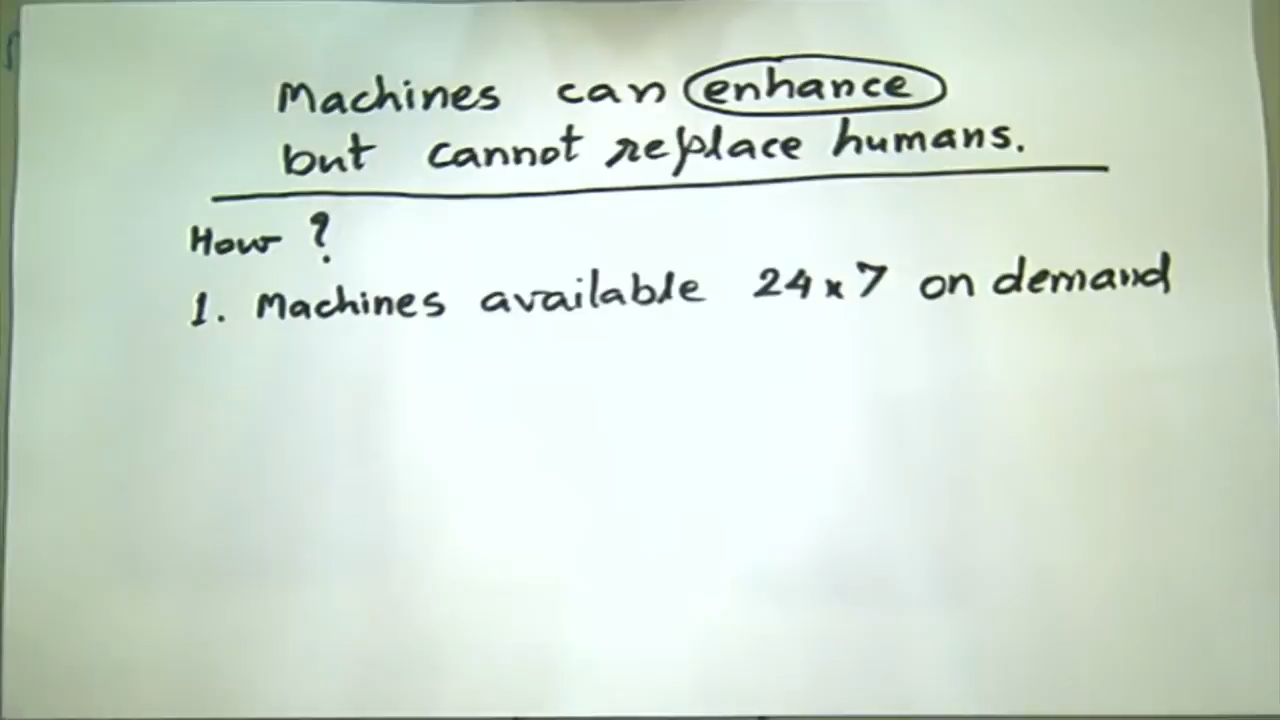 Machines can enhance
but cannot replace humans.
How ?
1. Machines available 24x7 on demand